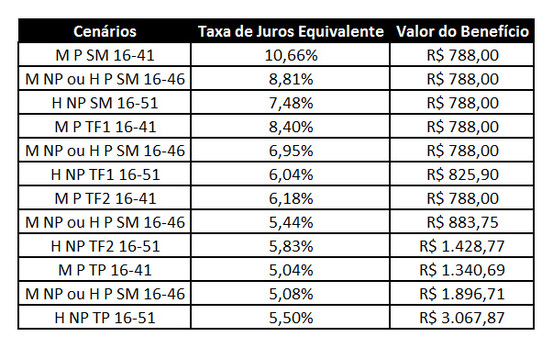 Cenários Taxa de Juros Equivalente Valor do Benefício
M P SM 16-41 10,66% R$ 788,00
M NP ou H P SM 16-46 8,81% R$ 788,00
H NP SM 16-51 7,48% R$ 788,00
M P TF1 16-41 8,40% R$ 788,00
M NP ou H P SM 16-46 6,95% R$ 788,00
H NP TF1 16-51 6,04% R$ 825,90
M P TF2 16-41 6,18% R$ 788,00
M NP ou H P SM 16-46 5,44% R$ 883,75
H NP TF2 16-51 5,83% R$ 1.428,77
M P TP 16-41 5,04% R$ 1.340,69
M NP ou H P SM 16-46 5,08% R$ 1.896,71
H NP TP 16-51 5,50% R$ 3.067,87